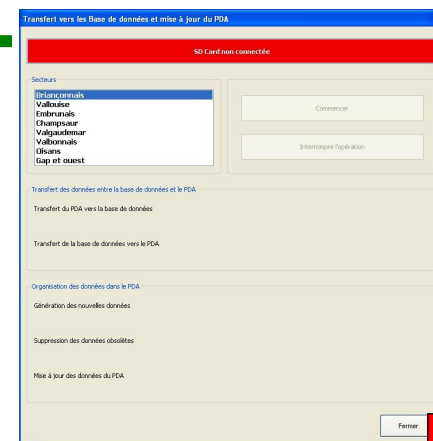 Transfert vers les Base de données et mise à jour du PDA
SD Card non connectée
Secteurs
Briançonnais
Vallouise
Embrunais
Champsaur
Valgaudemar
Valbonnais
Oisans
Gap et ouest
Commencer
Interrompre l'opération
Transfert des données entre la base de données et le PDA
Transfert du PDA vers la base de données
Transfert de la base de données vers le PDA
Organisation des données dans le PDA
Génération des nouvelles données
Suppression des données obsolètes
Mise à jour des données du PDA
Fermer